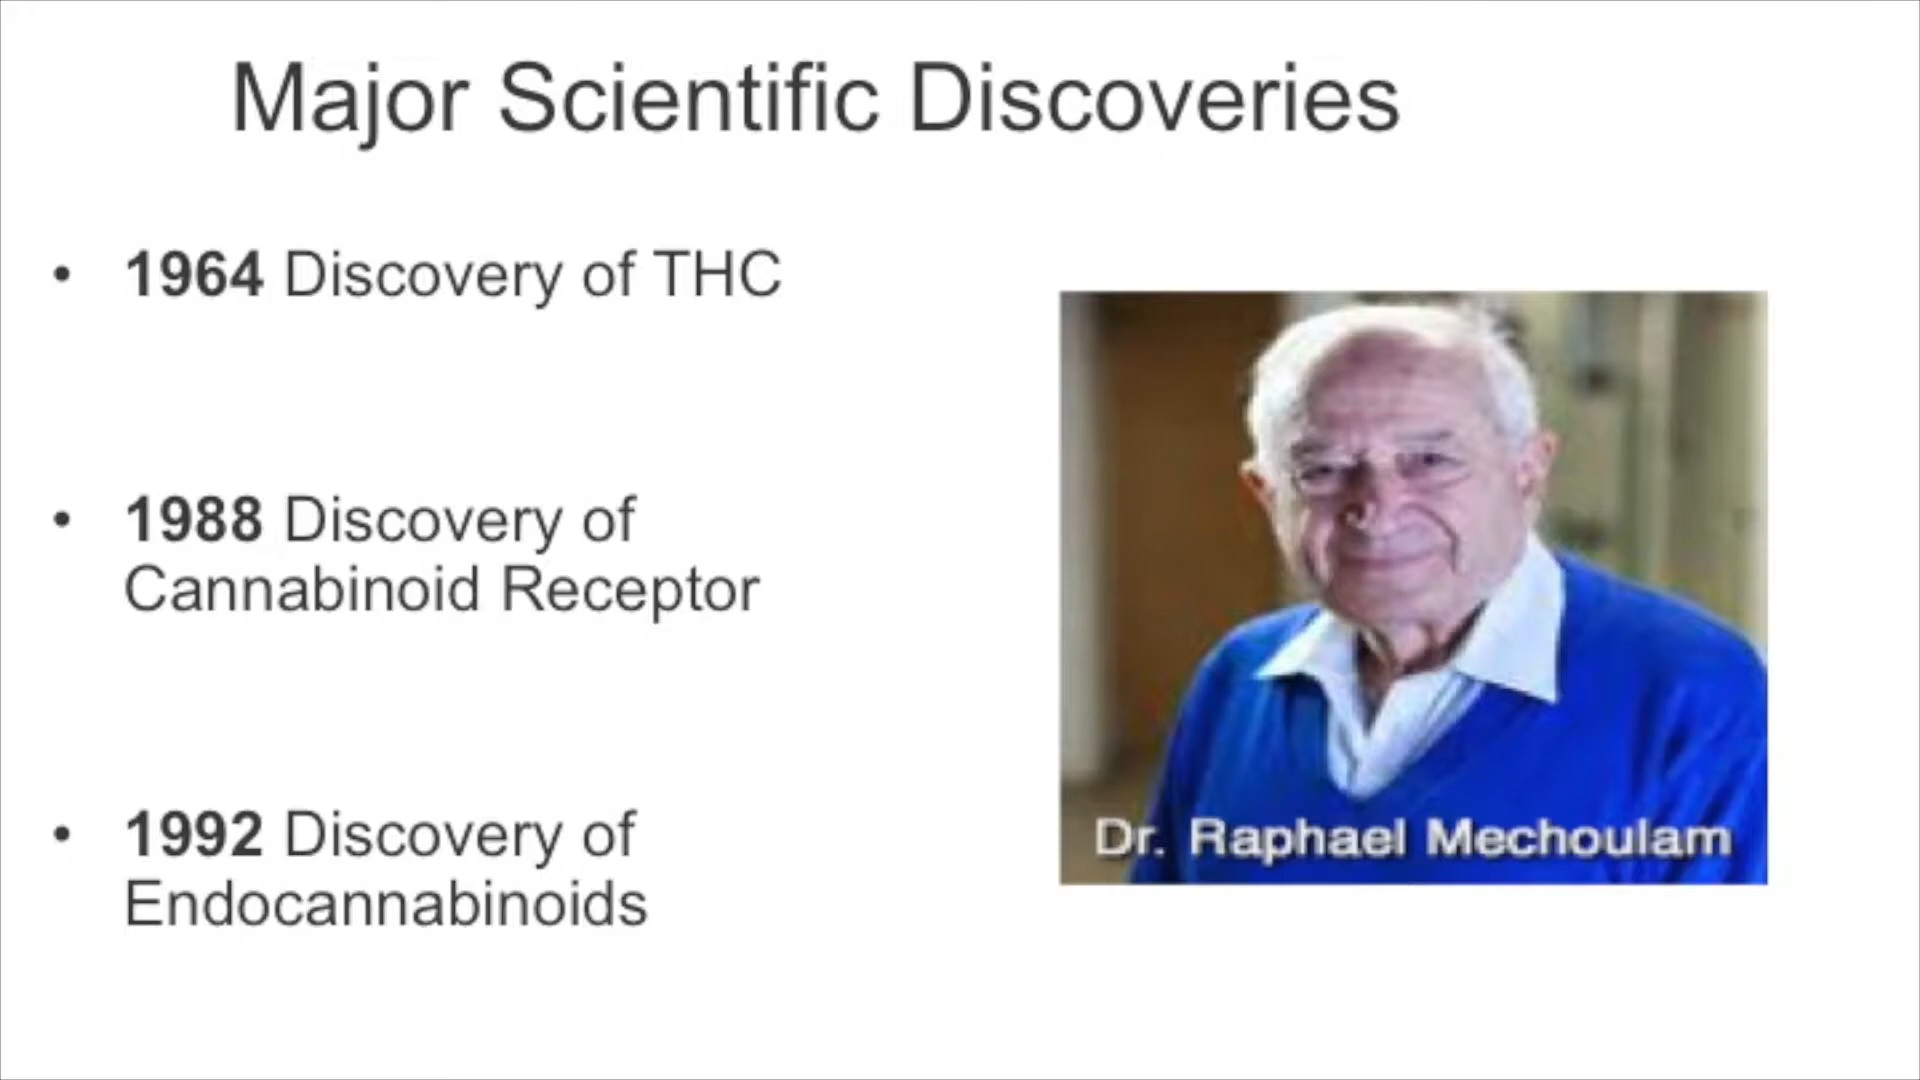 Major Scientific Discoveries
• 1964 Discovery of THC
• 1988 Discovery of
Cannabinoid Receptor
• 1992 Discovery of
Endocannabinoids
Dr. Raphael Mechoulam